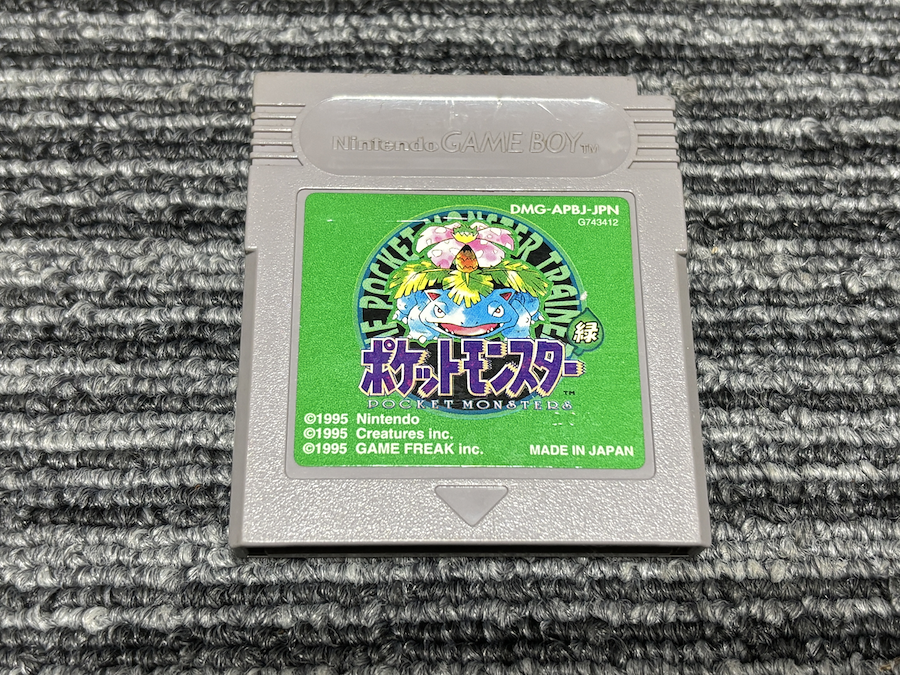 Nintendo GAME BOY TM
DMG-APBJ-JPN
G743412
POCKET MONSTER TRAINER
緑
ポケットモンスター TM
POCKET MONSTERS
©1995 Nintendo
©1995 Creatures inc.
©1995 GAME FREAK inc.
MADE IN JAPAN